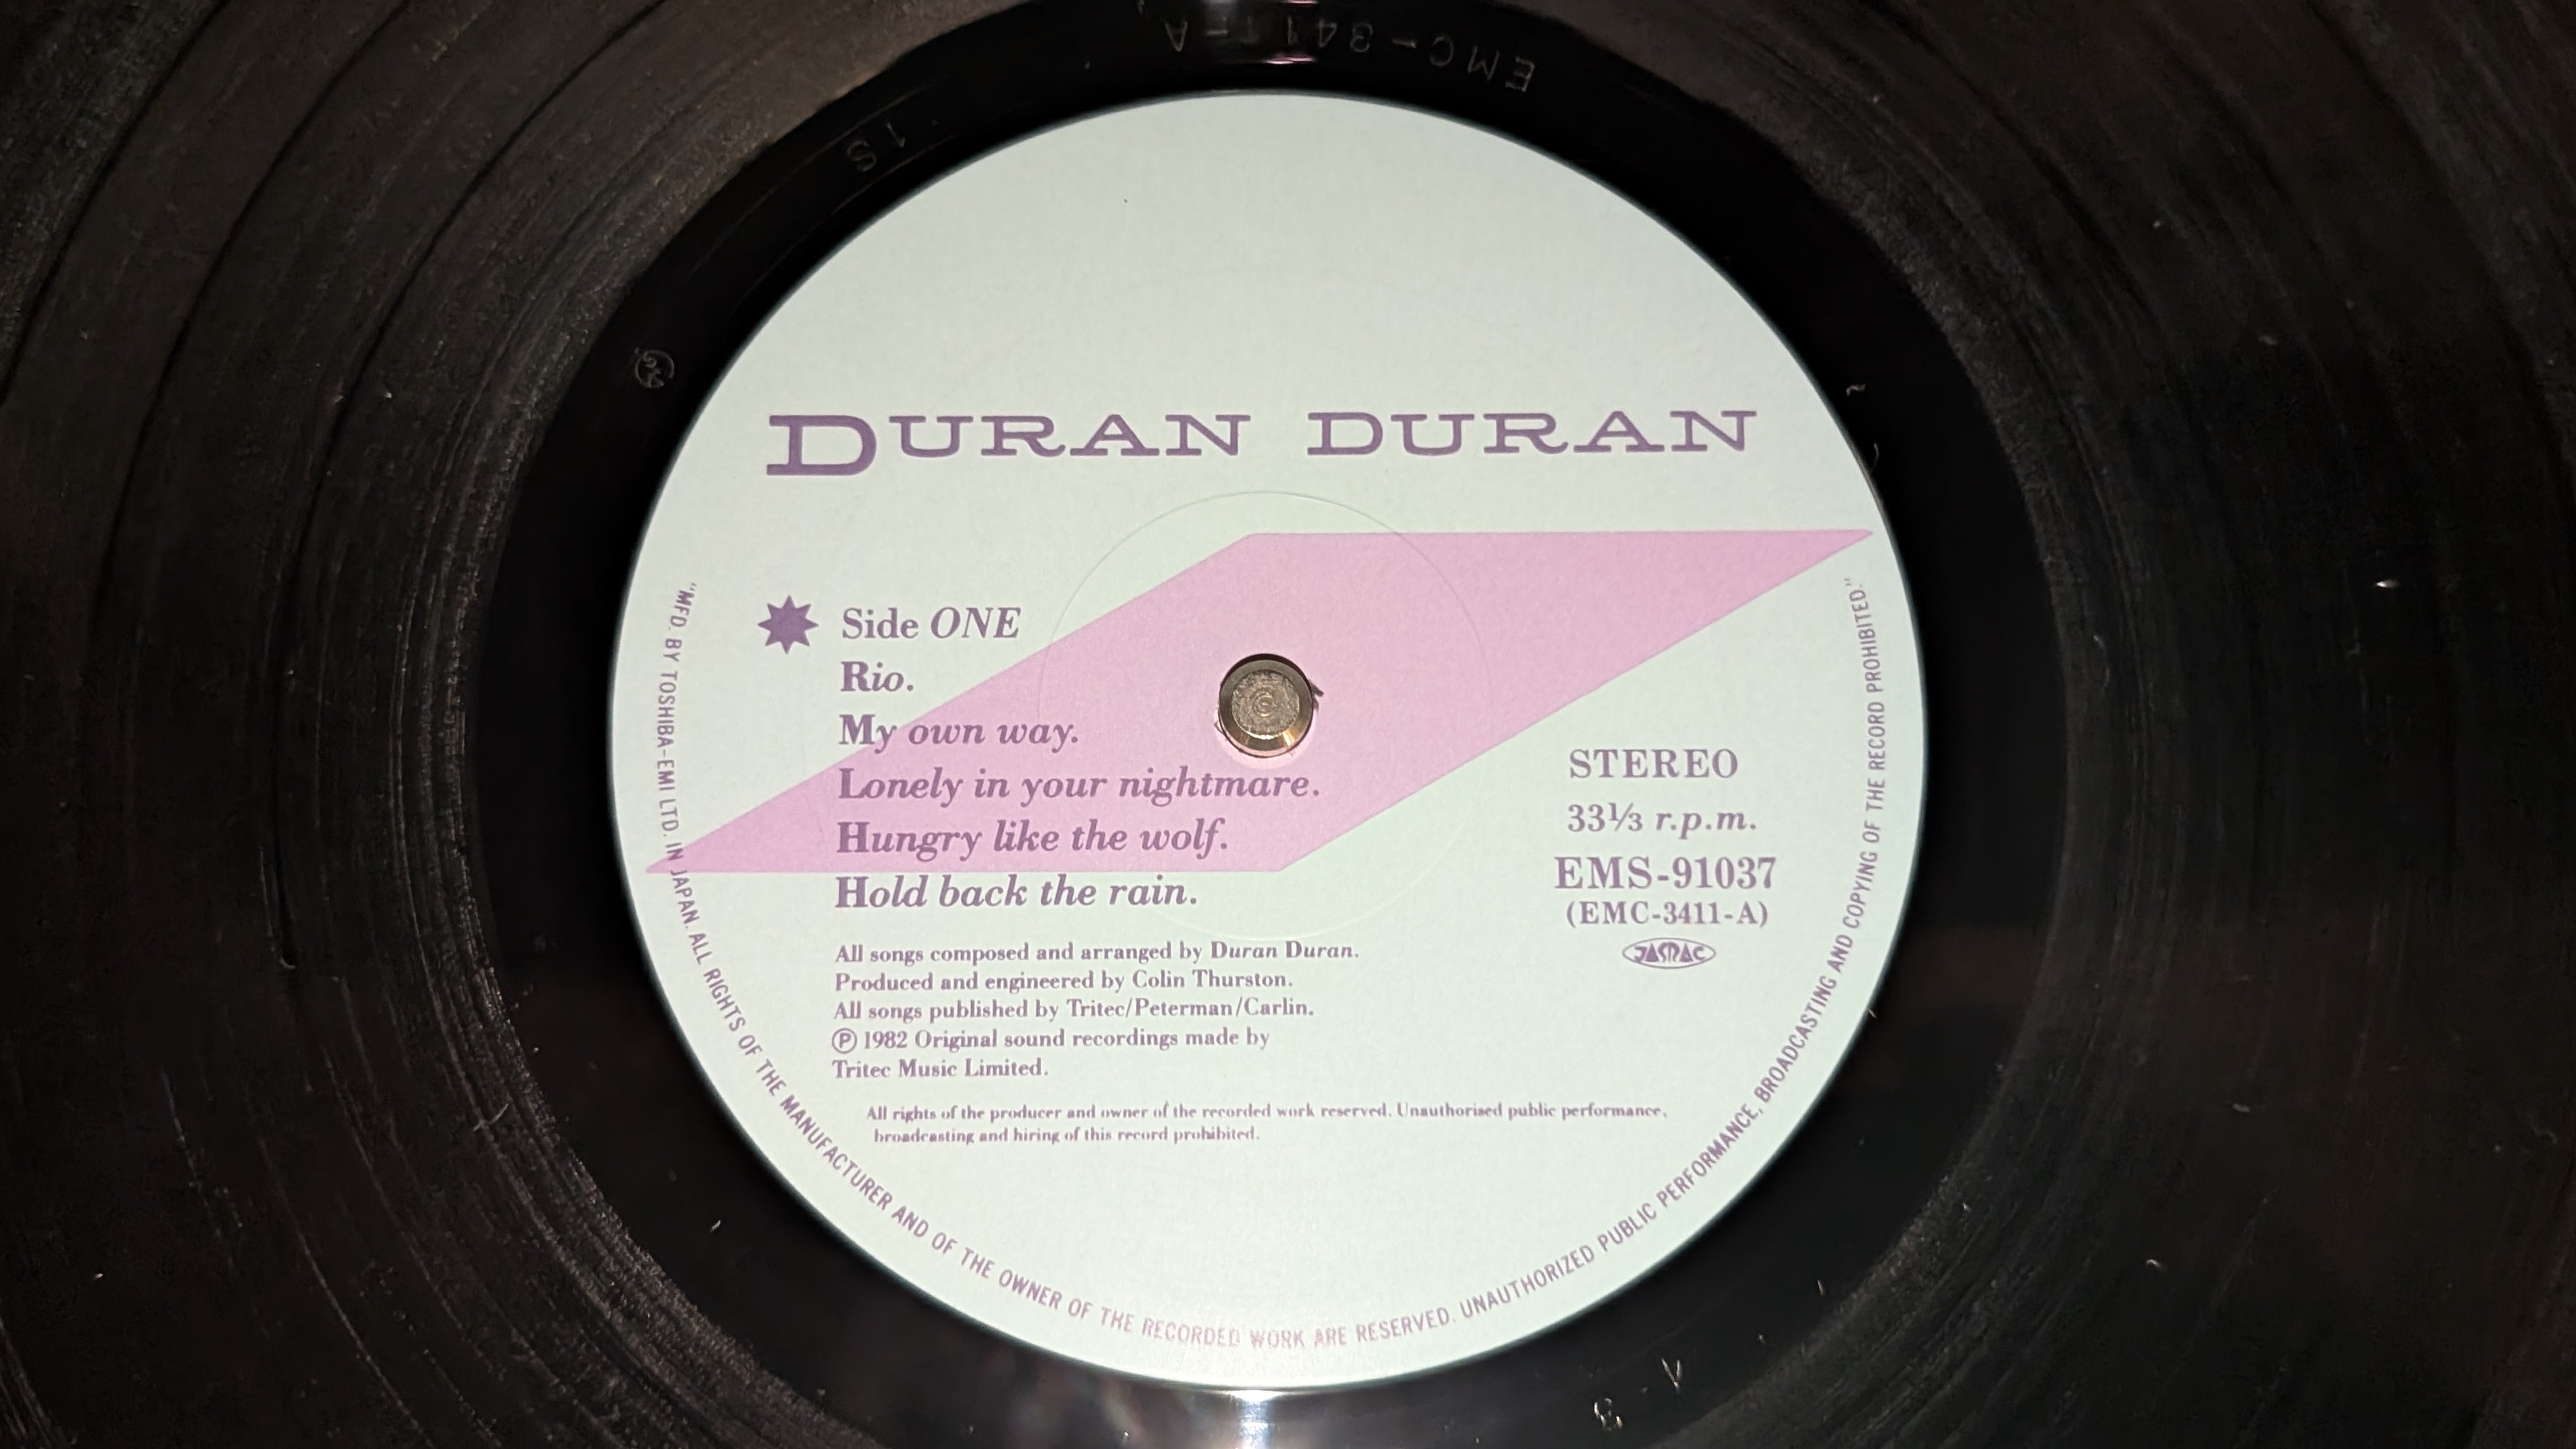 EMC-3411-A
1S
DURAN DURAN
Side ONE
Rio.
My own way.
Lonely in your nightmare.
Hungry like the wolf.
Hold back the rain.
STEREO
33⅓ r.p.m.
EMS-91037
(EMC-3411-A)
JASRAC
All songs composed and arranged by Duran Duran.
Produced and engineered by Colin Thurston.
All songs published by Tritec/Peterman/Carlin.
Ⓟ 1982 Original sound recordings made by
Tritec Music Limited.
All rights of the producer and owner of the recorded work reserved. Unauthorised public performance,
broadcasting and hiring of this record prohibited.
"MFD. BY TOSHIBA-EMI LTD. IN JAPAN. ALL RIGHTS OF THE MANUFACTURER AND OF THE OWNER OF THE RECORDED WORK ARE RESERVED. UNAUTHORIZED PUBLIC PERFORMANCE, BROADCASTING AND COPYING OF THE RECORD PROHIBITED."